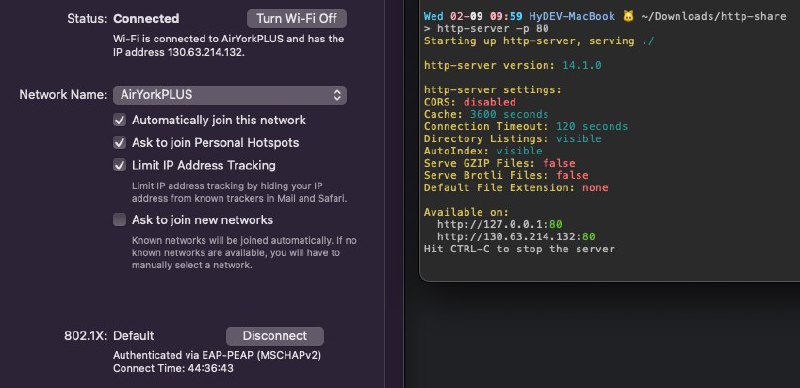 Status: Connected
Turn Wi-Fi Off
Wi-Fi is connected to AirYorkPLUS and has the
IP address 130.63.214.132.
Network Name: AirYorkPLUS
Automatically join this network
Ask to join Personal Hotspots
Limit IP Address Tracking
Limit IP address tracking by hiding your IP
address from known trackers in Mail and Safari.
Ask to join new networks
Known networks will be joined automatically. If no
known networks are available, you will have to
manually select a network.
802.1X: Default
Disconnect
Authenticated via EAP-PEAP (MSCHAPv2)
Connect Time: 44:36:43
Wed 02-09 09:59 HyDEV-MacBook 🐱 ~/Downloads/http-share
> http-server -p 80
Starting up http-server, serving ./
http-server version: 14.1.0
http-server settings:
CORS: disabled
Cache: 3600 seconds
Connection Timeout: 120 seconds
Directory Listings: visible
AutoIndex: visible
Serve GZIP Files: false
Serve Brotli Files: false
Default File Extension: none
Available on:
http://127.0.0.1:80
http://130.63.214.132:80
Hit CTRL-C to stop the server